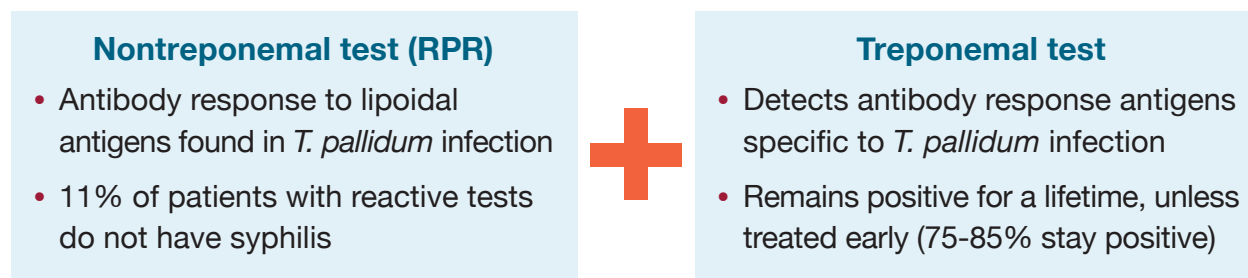 Nontreponemal test (RPR)
• Antibody response to lipoidal
antigens found in T. pallidum infection
• 11% of patients with reactive tests
do not have syphilis
Treponemal test
• Detects antibody response antigens
specific to T. pallidum infection
• Remains positive for a lifetime, unless
treated early (75-85% stay positive)